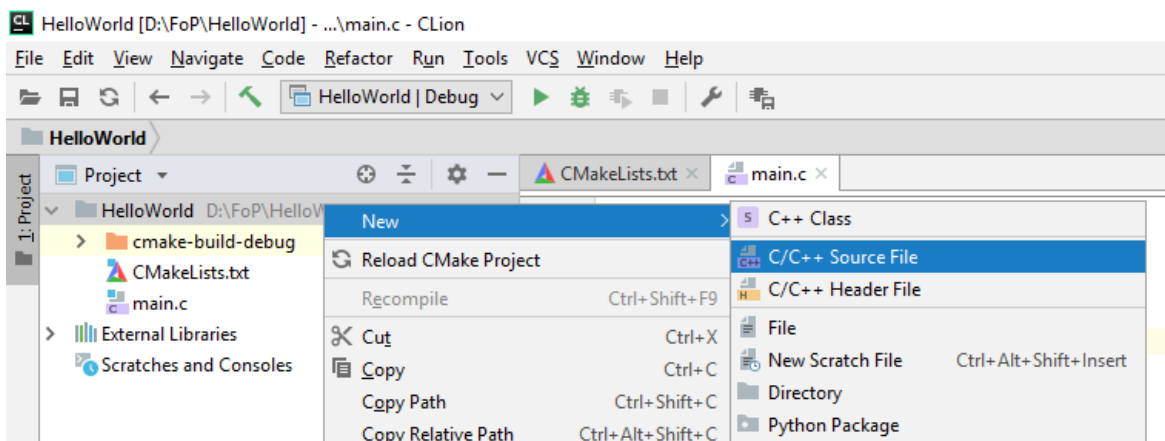 CL HelloWorld [D:\FoP\HelloWorld] - ...\main.c - CLion
File Edit View Navigate Code Refactor Run Tools VCS Window Help
HelloWorld | Debug
HelloWorld
1: Project
Project
CMakeLists.txt
main.c
HelloWorld D:\FoP\HelloW
cmake-build-debug
CMakeLists.txt
main.c
External Libraries
Scratches and Consoles
New
Reload CMake Project
Recompile Ctrl+Shift+F9
Cut Ctrl+X
Copy Ctrl+C
Copy Path Ctrl+Shift+C
Copy Relative Path Ctrl+Alt+Shift+C
S C++ Class
C++ C/C++ Source File
H C/C++ Header File
File
New Scratch File Ctrl+Alt+Shift+Insert
Directory
Python Package